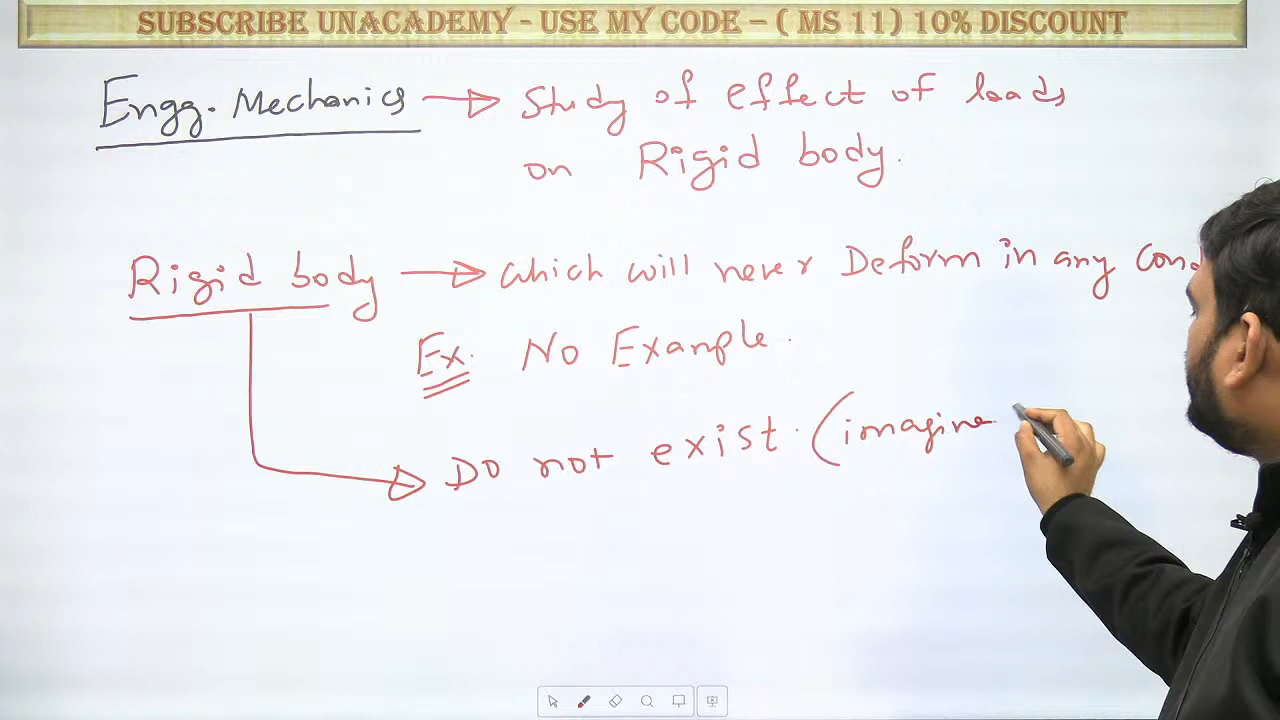 SUBSCRIBE UNACADEMY - USE MY CODE – ( MS 11) 10% DISCOUNT
Engg. Mechanics → Study of effect of loads
on Rigid body.
Rigid body → which will never Deform in any Con
Ex. No Example.
Do not exist. (imagine